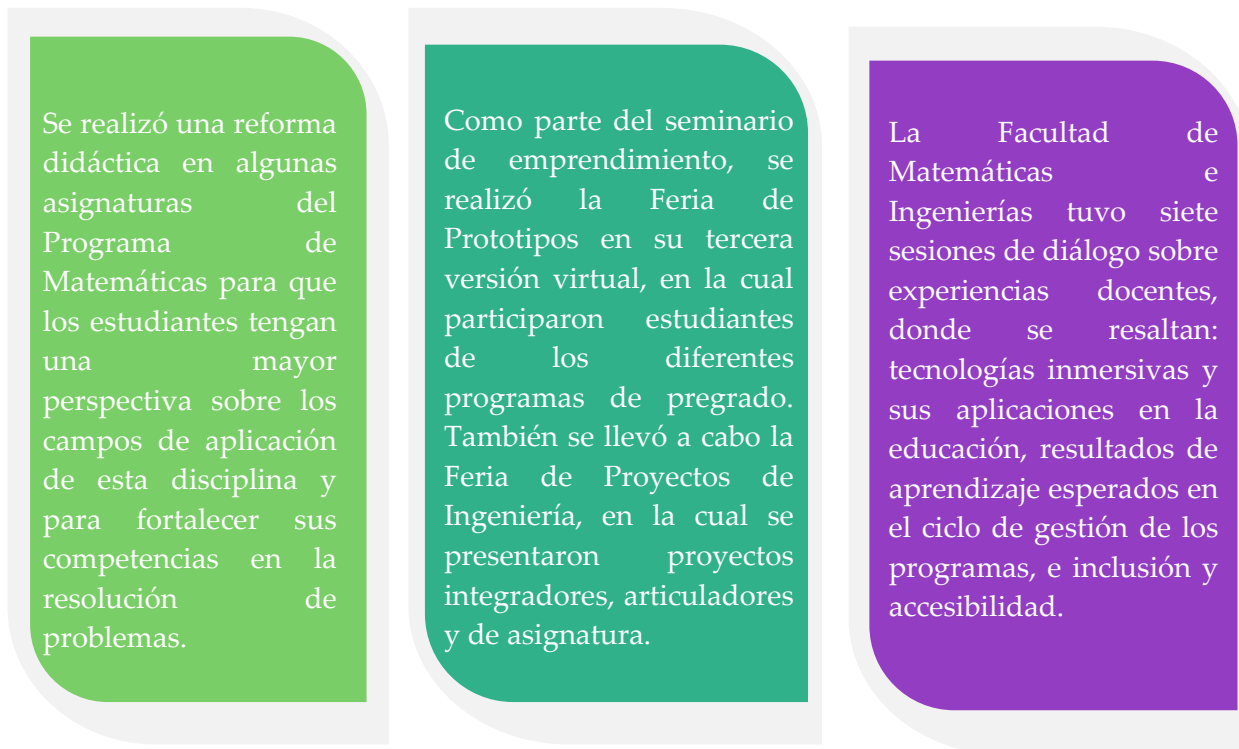 Se realizó una reforma
didáctica en algunas
asignaturas del
Programa de
Matemáticas para que
los estudiantes tengan
una mayor
perspectiva sobre los
campos de aplicación
de esta disciplina y
para fortalecer sus
competencias en la
resolución de
problemas.
Como parte del seminario
de emprendimiento, se
realizó la Feria de
Prototipos en su tercera
versión virtual, en la cual
participaron estudiantes
de los diferentes
programas de pregrado.
También se llevó a cabo la
Feria de Proyectos de
Ingeniería, en la cual se
presentaron proyectos
integradores, articuladores
y de asignatura.
La Facultad de
Matemáticas e
Ingenierías tuvo siete
sesiones de diálogo sobre
experiencias docentes,
donde se resaltan:
tecnologías inmersivas y
sus aplicaciones en la
educación, resultados de
aprendizaje esperados en
el ciclo de gestión de los
programas, e inclusión y
accesibilidad.